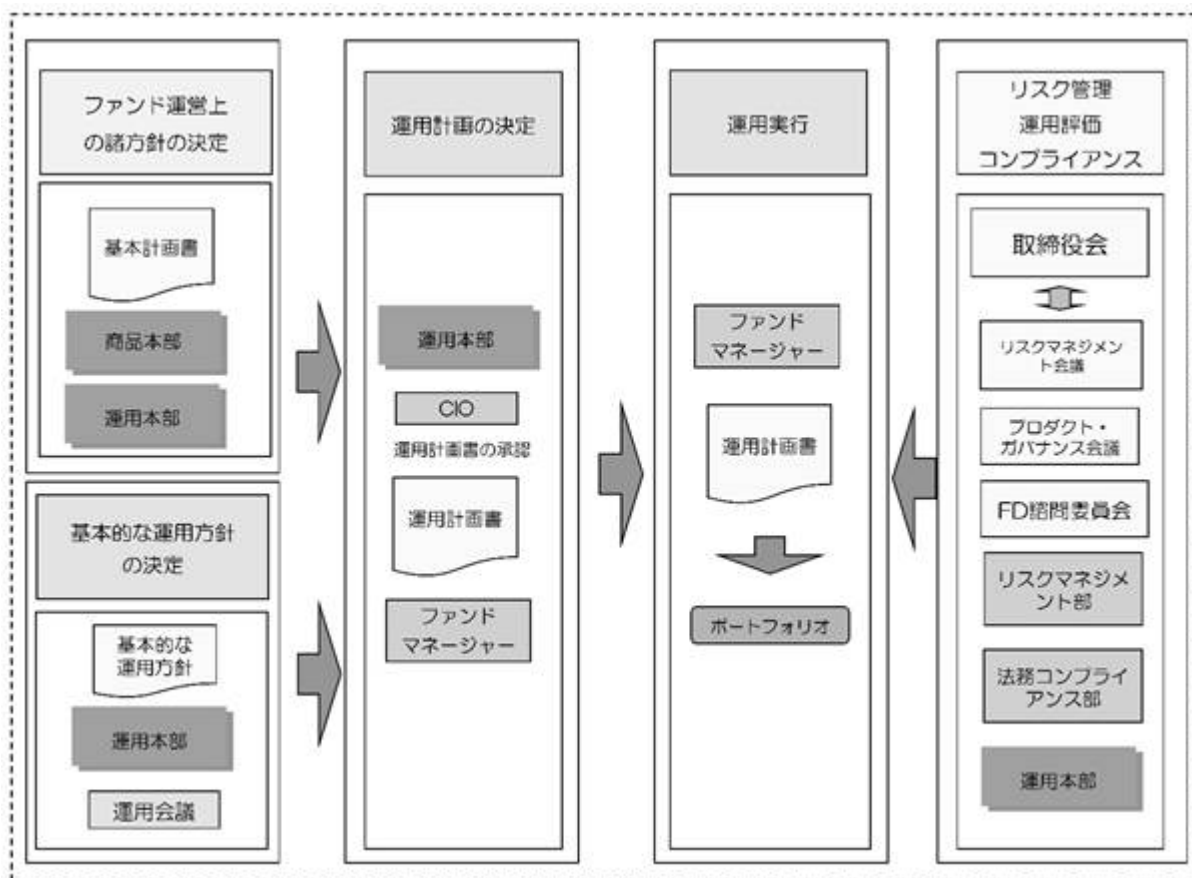 ファンド運営上
の諸方針の決定
基本計画書
商品本部
運用本部
基本的な運用方針
の決定
基本的な
運用方針
運用本部
運用会議
運用計画の決定
運用本部
CIO
運用計画書の承認
運用計画書
ファンド
マネージャー
運用実行
ファンド
マネージャー
運用計画書
ポートフォリオ
リスク管理
運用評価
コンプライアンス
取締役会
リスクマネジメン
ト会議
プロダクト・
ガバナンス会議
FD諮問委員会
リスクマネジメ
ント部
法務コンプライ
アンス部
運用本部